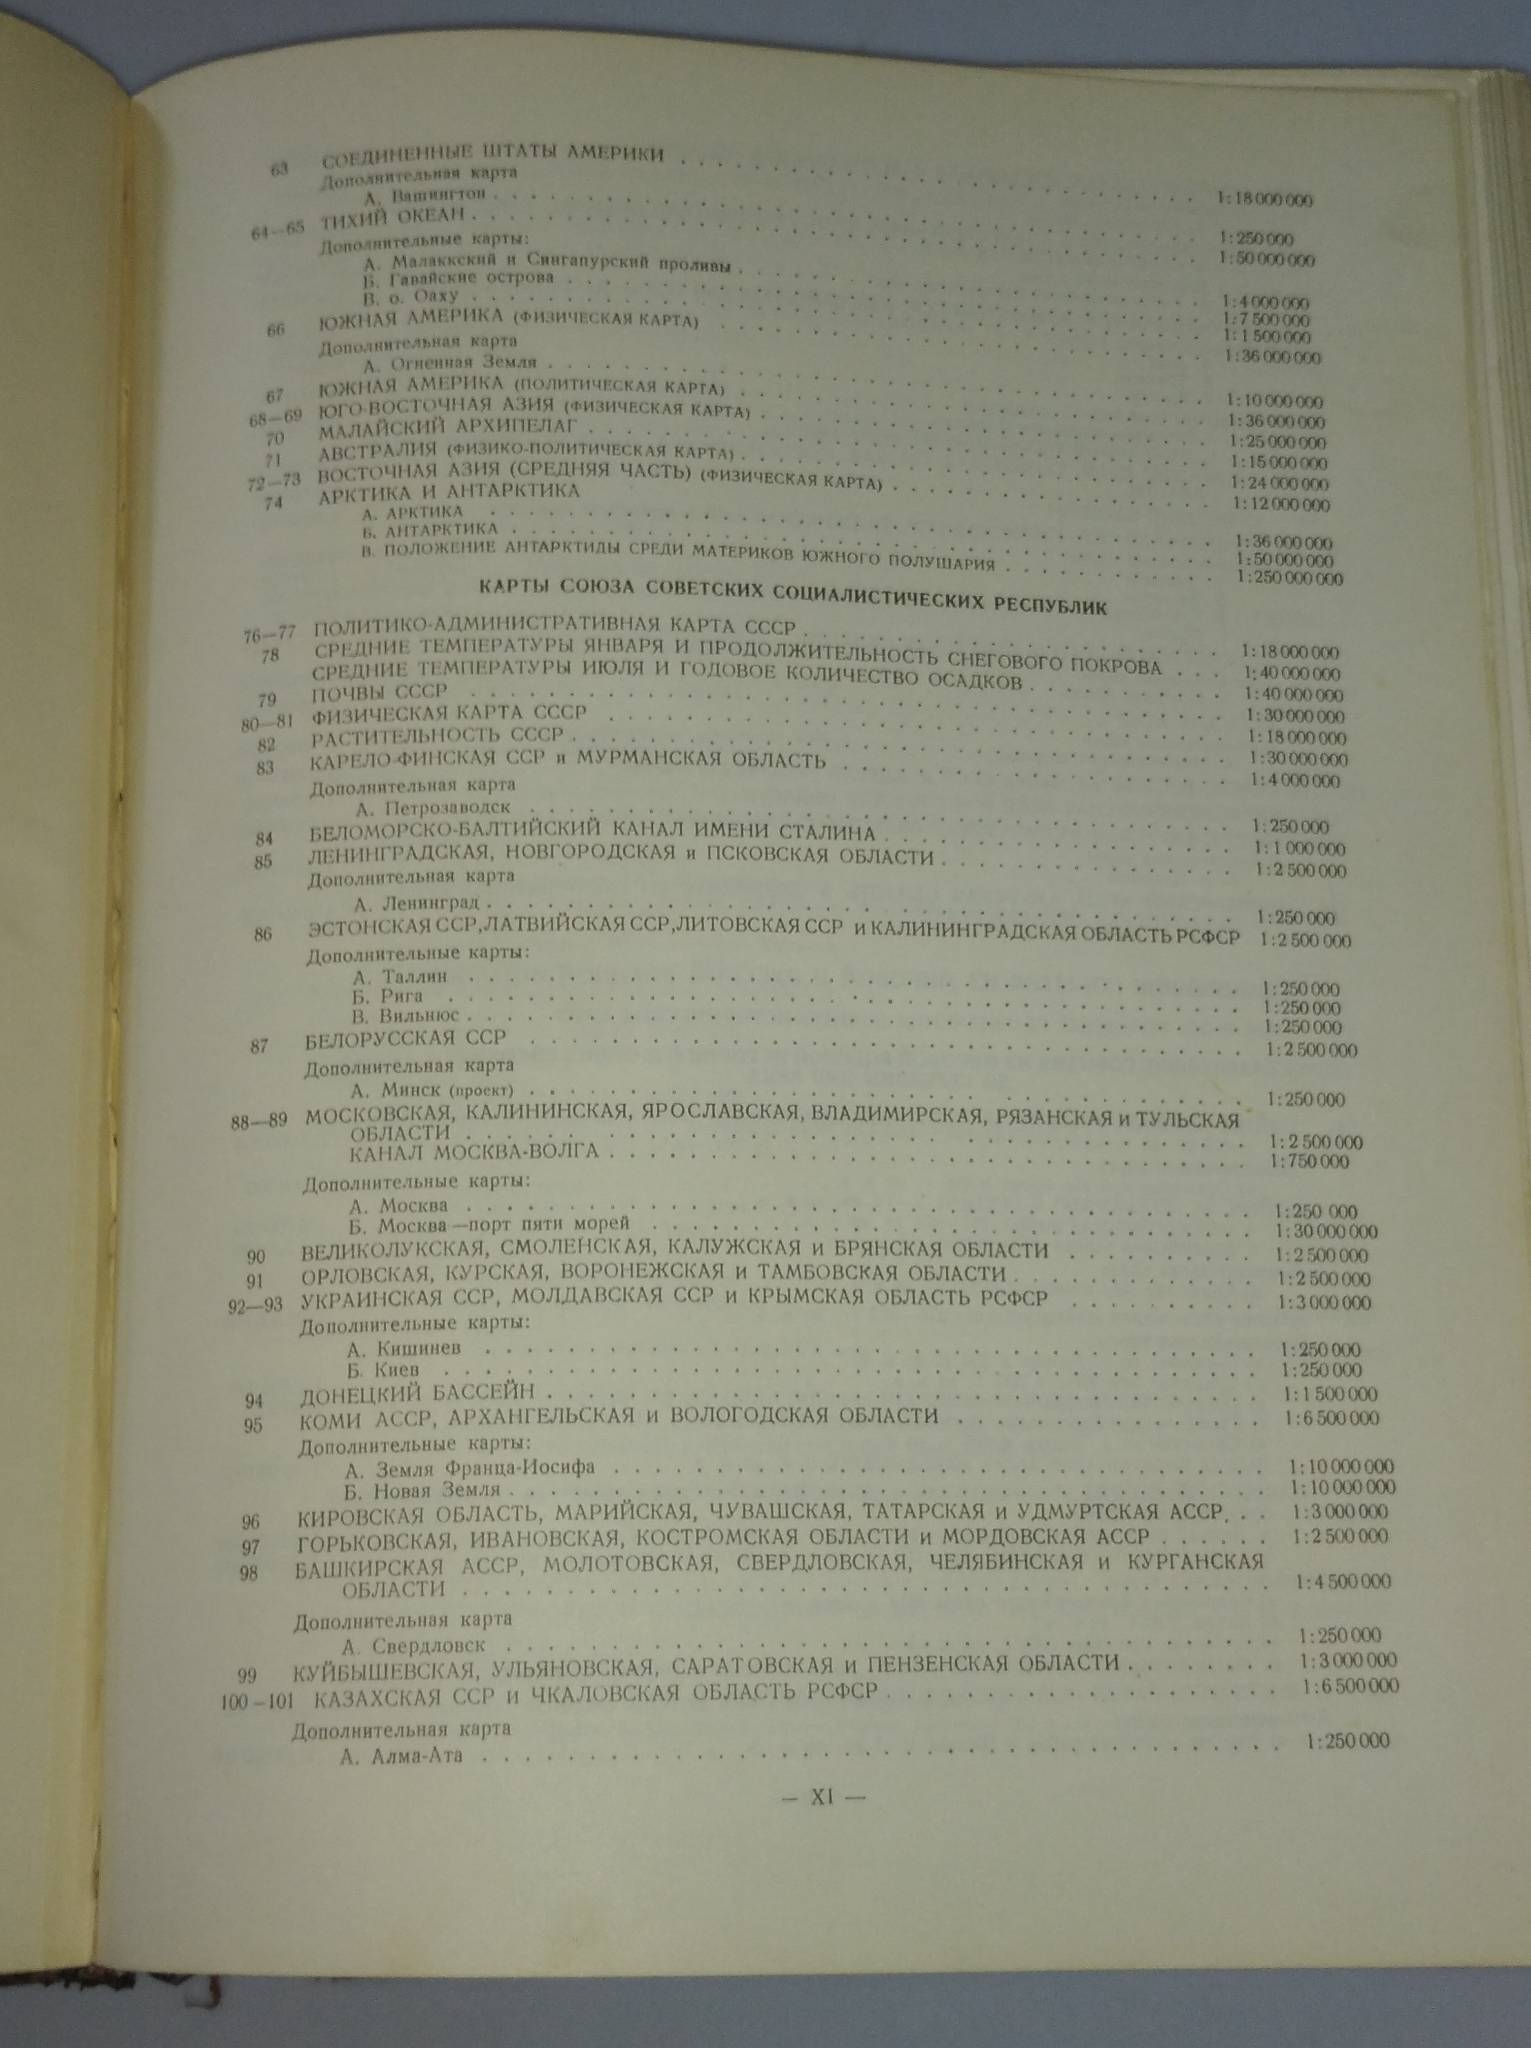 63 СОЕДИНЕННЫЕ ШТАТЫ АМЕРИКИ 1:18 000 000
Дополнительная карта
А. Вашингтон 1:250 000
64—65 ТИХИЙ ОКЕАН 1:50 000 000
Дополнительные карты:
А. Малаккский и Сингапурский проливы 1:4 000 000
Б. Гавайские острова 1:7 500 000
В. о. Оаху 1:1 500 000
66 ЮЖНАЯ АМЕРИКА (ФИЗИЧЕСКАЯ КАРТА) 1:36 000 000
Дополнительная карта
А. Огненная Земля 1:10 000 000
67 ЮЖНАЯ АМЕРИКА (ПОЛИТИЧЕСКАЯ КАРТА) 1:36 000 000
68—69 ЮГО-ВОСТОЧНАЯ АЗИЯ (ФИЗИЧЕСКАЯ КАРТА) 1:25 000 000
70 МАЛАЙСКИЙ АРХИПЕЛАГ 1:15 000 000
71 АВСТРАЛИЯ (ФИЗИКО-ПОЛИТИЧЕСКАЯ КАРТА) 1:24 000 000
72—73 ВОСТОЧНАЯ АЗИЯ (СРЕДНЯЯ ЧАСТЬ) (ФИЗИЧЕСКАЯ КАРТА) 1:12 000 000
74 АРКТИКА И АНТАРКТИКА
А. АРКТИКА 1:36 000 000
Б. АНТАРКТИКА 1:50 000 000
В. ПОЛОЖЕНИЕ АНТАРКТИДЫ СРЕДИ МАТЕРИКОВ ЮЖНОГО ПОЛУШАРИЯ 1:250 000 000
КАРТЫ СОЮЗА СОВЕТСКИХ СОЦИАЛИСТИЧЕСКИХ РЕСПУБЛИК
76—77 ПОЛИТИКО-АДМИНИСТРАТИВНАЯ КАРТА СССР 1:18 000 000
78 СРЕДНИЕ ТЕМПЕРАТУРЫ ЯНВАРЯ И ПРОДОЛЖИТЕЛЬНОСТЬ СНЕГОВОГО ПОКРОВА 1:40 000 000
СРЕДНИЕ ТЕМПЕРАТУРЫ ИЮЛЯ И ГОДОВОЕ КОЛИЧЕСТВО ОСАДКОВ 1:40 000 000
79 ПОЧВЫ СССР 1:30 000 000
80—81 ФИЗИЧЕСКАЯ КАРТА СССР 1:18 000 000
82 РАСТИТЕЛЬНОСТЬ СССР 1:30 000 000
83 КАРЕЛО-ФИНСКАЯ ССР и МУРМАНСКАЯ ОБЛАСТЬ 1:4 000 000
Дополнительная карта
А. Петрозаводск 1:250 000
84 БЕЛОМОРСКО-БАЛТИЙСКИЙ КАНАЛ ИМЕНИ СТАЛИНА 1:1 000 000
85 ЛЕНИНГРАДСКАЯ, НОВГОРОДСКАЯ и ПСКОВСКАЯ ОБЛАСТИ 1:2 500 000
Дополнительная карта
А. Ленинград 1:250 000
86 ЭСТОНСКАЯ ССР, ЛАТВИЙСКАЯ ССР, ЛИТОВСКАЯ ССР и КАЛИНИНГРАДСКАЯ ОБЛАСТЬ РСФСР 1:2 500 000
Дополнительные карты:
А. Таллин 1:250 000
Б. Рига 1:250 000
В. Вильнюс 1:250 000
87 БЕЛОРУССКАЯ ССР 1:2 500 000
Дополнительная карта
А. Минск (проект) 1:250 000
88—89 МОСКОВСКАЯ, КАЛИНИНСКАЯ, ЯРОСЛАВСКАЯ, ВЛАДИМИРСКАЯ, РЯЗАНСКАЯ и ТУЛЬСКАЯ
ОБЛАСТИ 1:2 500 000
КАНАЛ МОСКВА-ВОЛГА 1:750 000
Дополнительные карты:
А. Москва 1:250 000
Б. Москва—порт пяти морей 1:30 000 000
90 ВЕЛИКОЛУКСКАЯ, СМОЛЕНСКАЯ, КАЛУЖСКАЯ и БРЯНСКАЯ ОБЛАСТИ 1:2 500 000
91 ОРЛОВСКАЯ, КУРСКАЯ, ВОРОНЕЖСКАЯ и ТАМБОВСКАЯ ОБЛАСТИ 1:2 500 000
92—93 УКРАИНСКАЯ ССР, МОЛДАВСКАЯ ССР и КРЫМСКАЯ ОБЛАСТЬ РСФСР 1:3 000 000
Дополнительные карты:
А. Кишинев 1:250 000
Б. Киев 1:250 000
94 ДОНЕЦКИЙ БАССЕЙН 1:1 500 000
95 КОМИ АССР, АРХАНГЕЛЬСКАЯ и ВОЛОГОДСКАЯ ОБЛАСТИ 1:6 500 000
Дополнительные карты:
А. Земля Франца-Иосифа 1:10 000 000
Б. Новая Земля 1:10 000 000
96 КИРОВСКАЯ ОБЛАСТЬ, МАРИЙСКАЯ, ЧУВАШСКАЯ, ТАТАРСКАЯ и УДМУРТСКАЯ АССР 1:3 000 000
97 ГОРЬКОВСКАЯ, ИВАНОВСКАЯ, КОСТРОМСКАЯ ОБЛАСТИ и МОРДОВСКАЯ АССР 1:2 500 000
98 БАШКИРСКАЯ АССР, МОЛОТОВСКАЯ, СВЕРДЛОВСКАЯ, ЧЕЛЯБИНСКАЯ и КУРГАНСКАЯ
ОБЛАСТИ 1:4 500 000
Дополнительная карта
А. Свердловск 1:250 000
99 КУЙБЫШЕВСКАЯ, УЛЬЯНОВСКАЯ, САРАТОВСКАЯ и ПЕНЗЕНСКАЯ ОБЛАСТИ 1:3 000 000
100—101 КАЗАХСКАЯ ССР и ЧКАЛОВСКАЯ ОБЛАСТЬ РСФСР 1:6 500 000
Дополнительная карта
А. Алма-Ата 1:250 000
— XI —